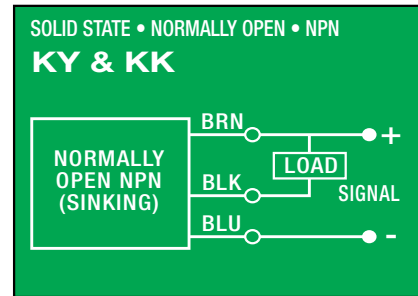 SOLID STATE • NORMALLY OPEN • NPN
KY & KK
BRN
+
NORMALLY
OPEN NPN
(SINKING)
LOAD
BLK
SIGNAL
BLU
-